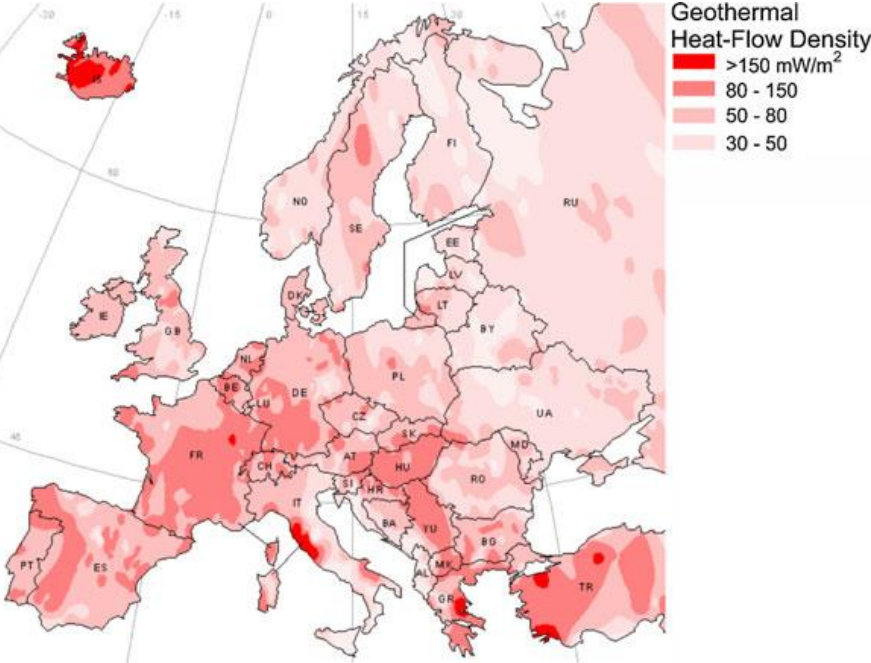 Geothermal
Heat-Flow Density
>150 mW/m²
80 - 150
50 - 80
30 - 50
-30
-15
0
15
30
45
IS
60
FI
NO
RU
SE
EE
LV
DK
LT
IE
GB
BY
NL
PL
BE
DE
LU
CZ
UA
45
SK
MD
FR
CH
AT
HU
RO
SI
HR
IT
BA
YU
BG
PT
ES
MK
AL
TR
GR